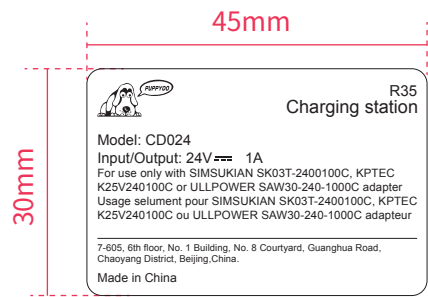 45mm
30mm
PUPPYOO
R35
Charging station
Model: CD024
Input/Output: 24V⎓ 1A
For use only with SIMSUKIAN SK03T-2400100C, KPTEC
K25V240100C or ULLPOWER SAW30-240-1000C adapter
Usage selument pour SIMSUKIAN SK03T-2400100C, KPTEC
K25V240100C ou ULLPOWER SAW30-240-1000C adapteur
7-605, 6th floor, No. 1 Building, No. 8 Courtyard, Guanghua Road,
Chaoyang District, Beijing,China.
Made in China